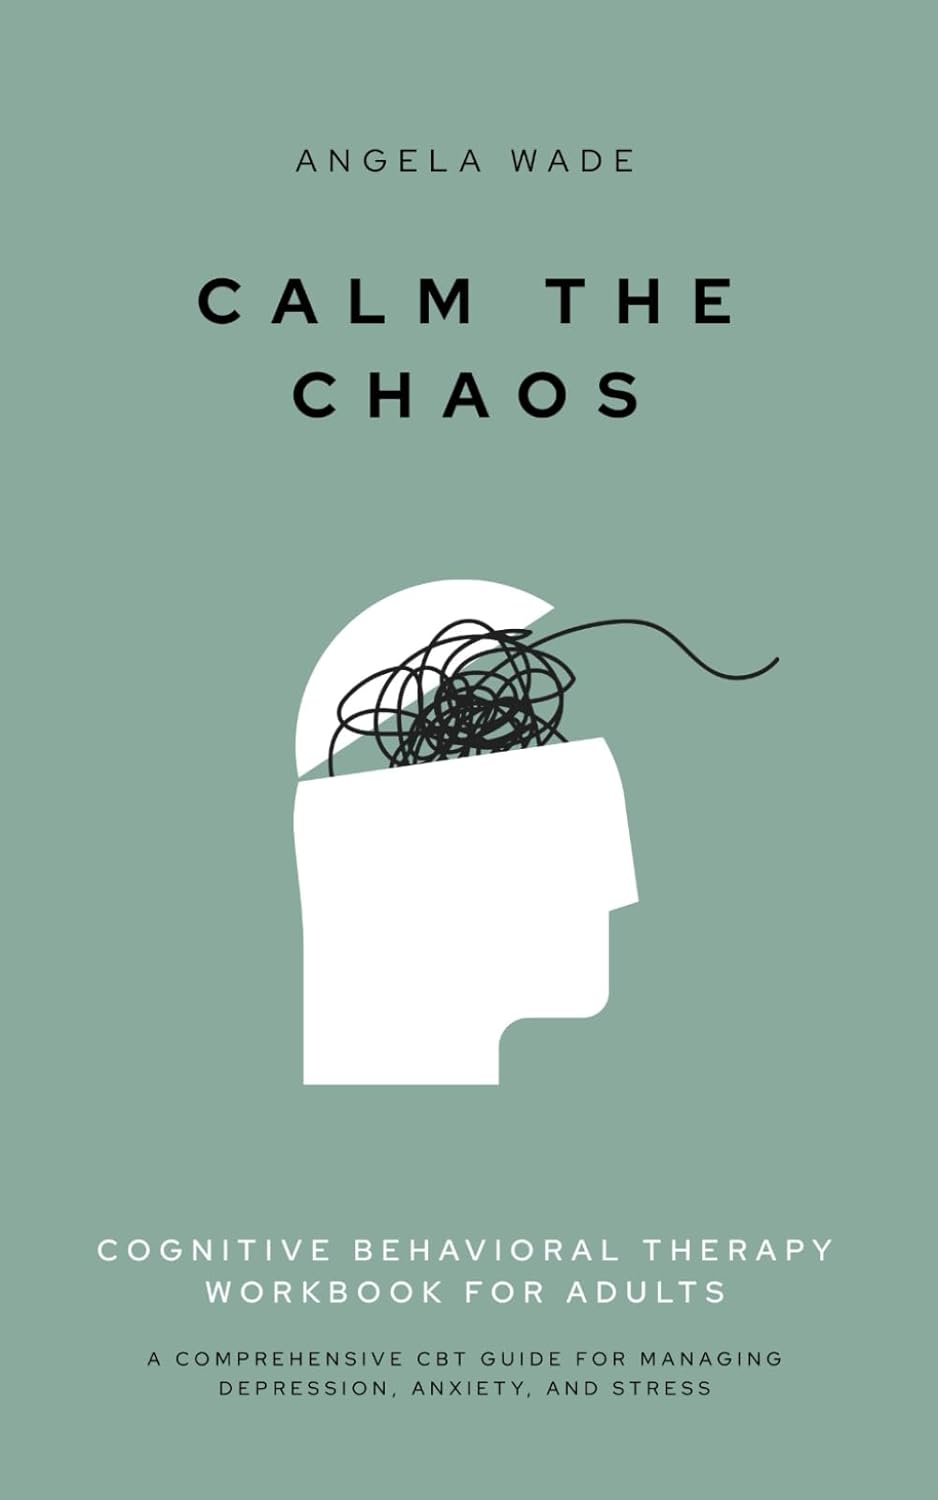 ANGELA WADE
CALM THE
CHAOS
COGNITIVE BEHAVIORAL THERAPY
WORKBOOK FOR ADULTS
A COMPREHENSIVE CBT GUIDE FOR MANAGING
DEPRESSION, ANXIETY, AND STRESS